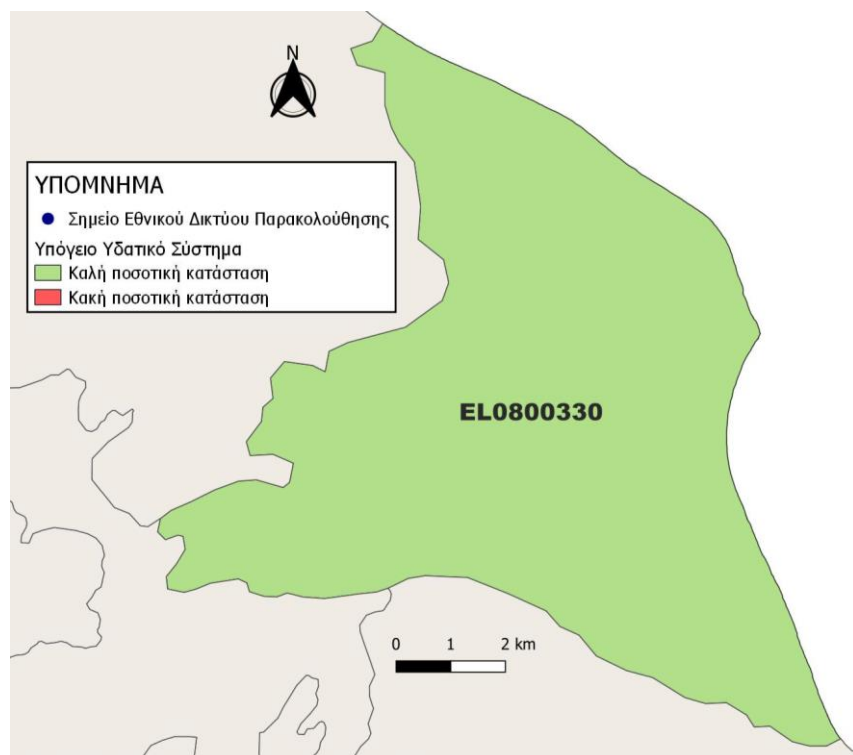 N
ΥΠΟΜΝΗΜΑ
Σημείο Εθνικού Δικτύου Παρακολούθησης
Υπόγειο Υδατικό Σύστημα
Καλή ποσοτική κατάσταση
Κακή ποσοτική κατάσταση
EL0800330
0 1 2 km